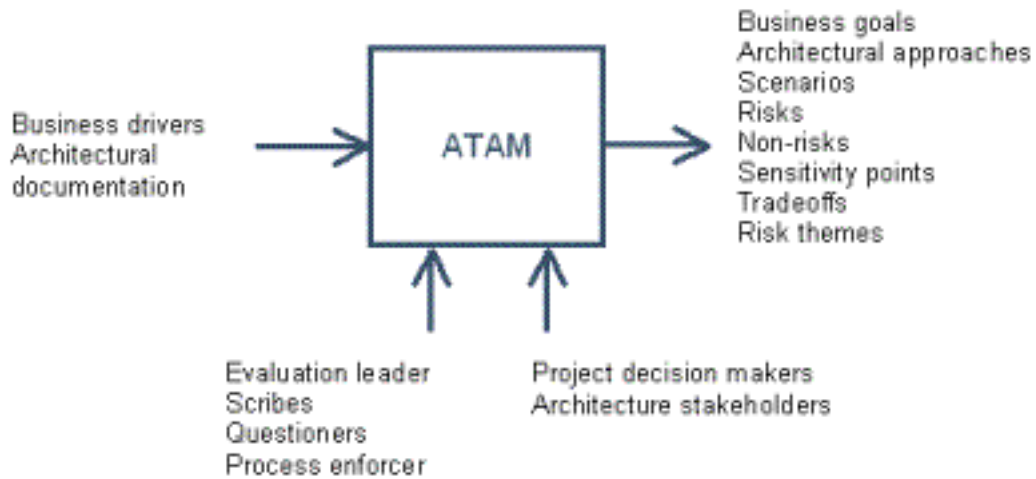 Business drivers
Architectural
documentation
ATAM
Business goals
Architectural approaches
Scenarios
Risks
Non-risks
Sensitivity points
Tradeoffs
Risk themes
Evaluation leader
Scribes
Questioners
Process enforcer
Project decision makers
Architecture stakeholders